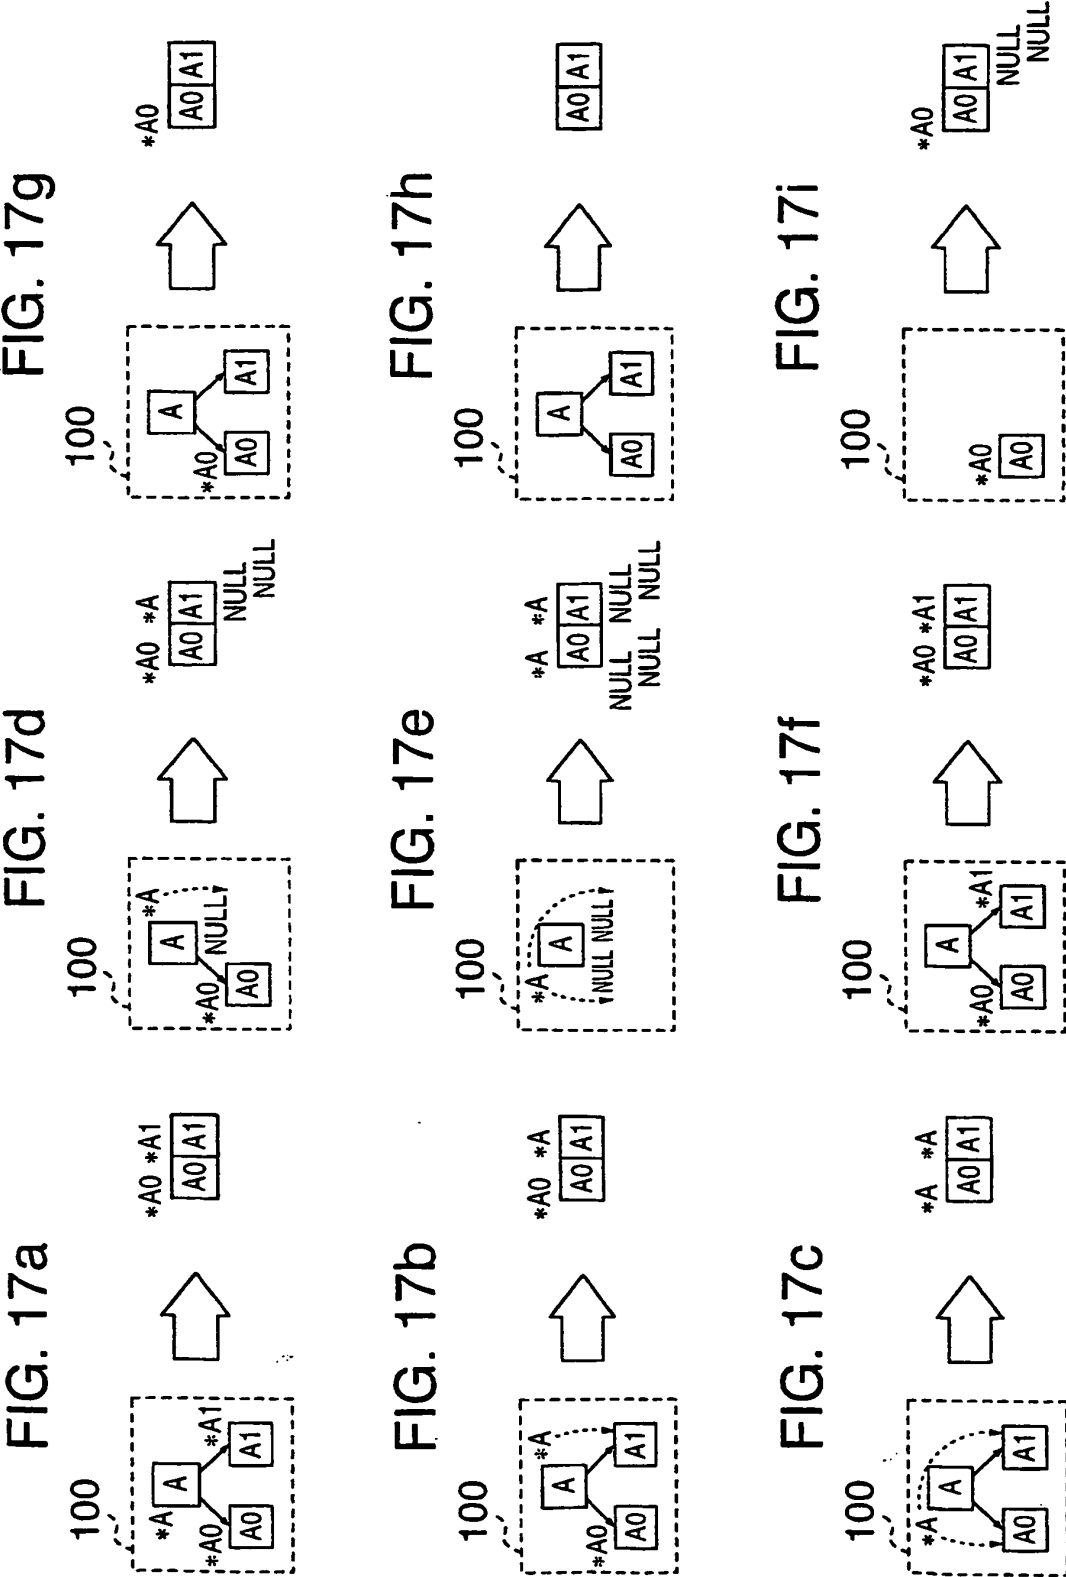 FIG. 17a
100
*A
A
*A0
*A1
A0
A1
*A0 *A1
A0 A1
FIG. 17b
100
*A
A
*A0
A0
A1
*A0 *A
A0 A1
FIG. 17c
100
*A
A
A0
A1
*A *A
A0 A1
FIG. 17d
100
*A
A
NULL
*A0
A0
*A0 *A
A0 A1
NULL
NULL
FIG. 17e
100
*A
A
NULL NULL
*A *A
A0 A1
NULL NULL
NULL NULL
FIG. 17f
100
A
*A0
*A1
A0
A1
*A0 *A1
A0 A1
FIG. 17g
100
A
*A0
A0
A1
*A0
A0 A1
FIG. 17h
100
A
A0
A1
A0 A1
FIG. 17i
100
*A0
A0
*A0
A0 A1
NULL
NULL